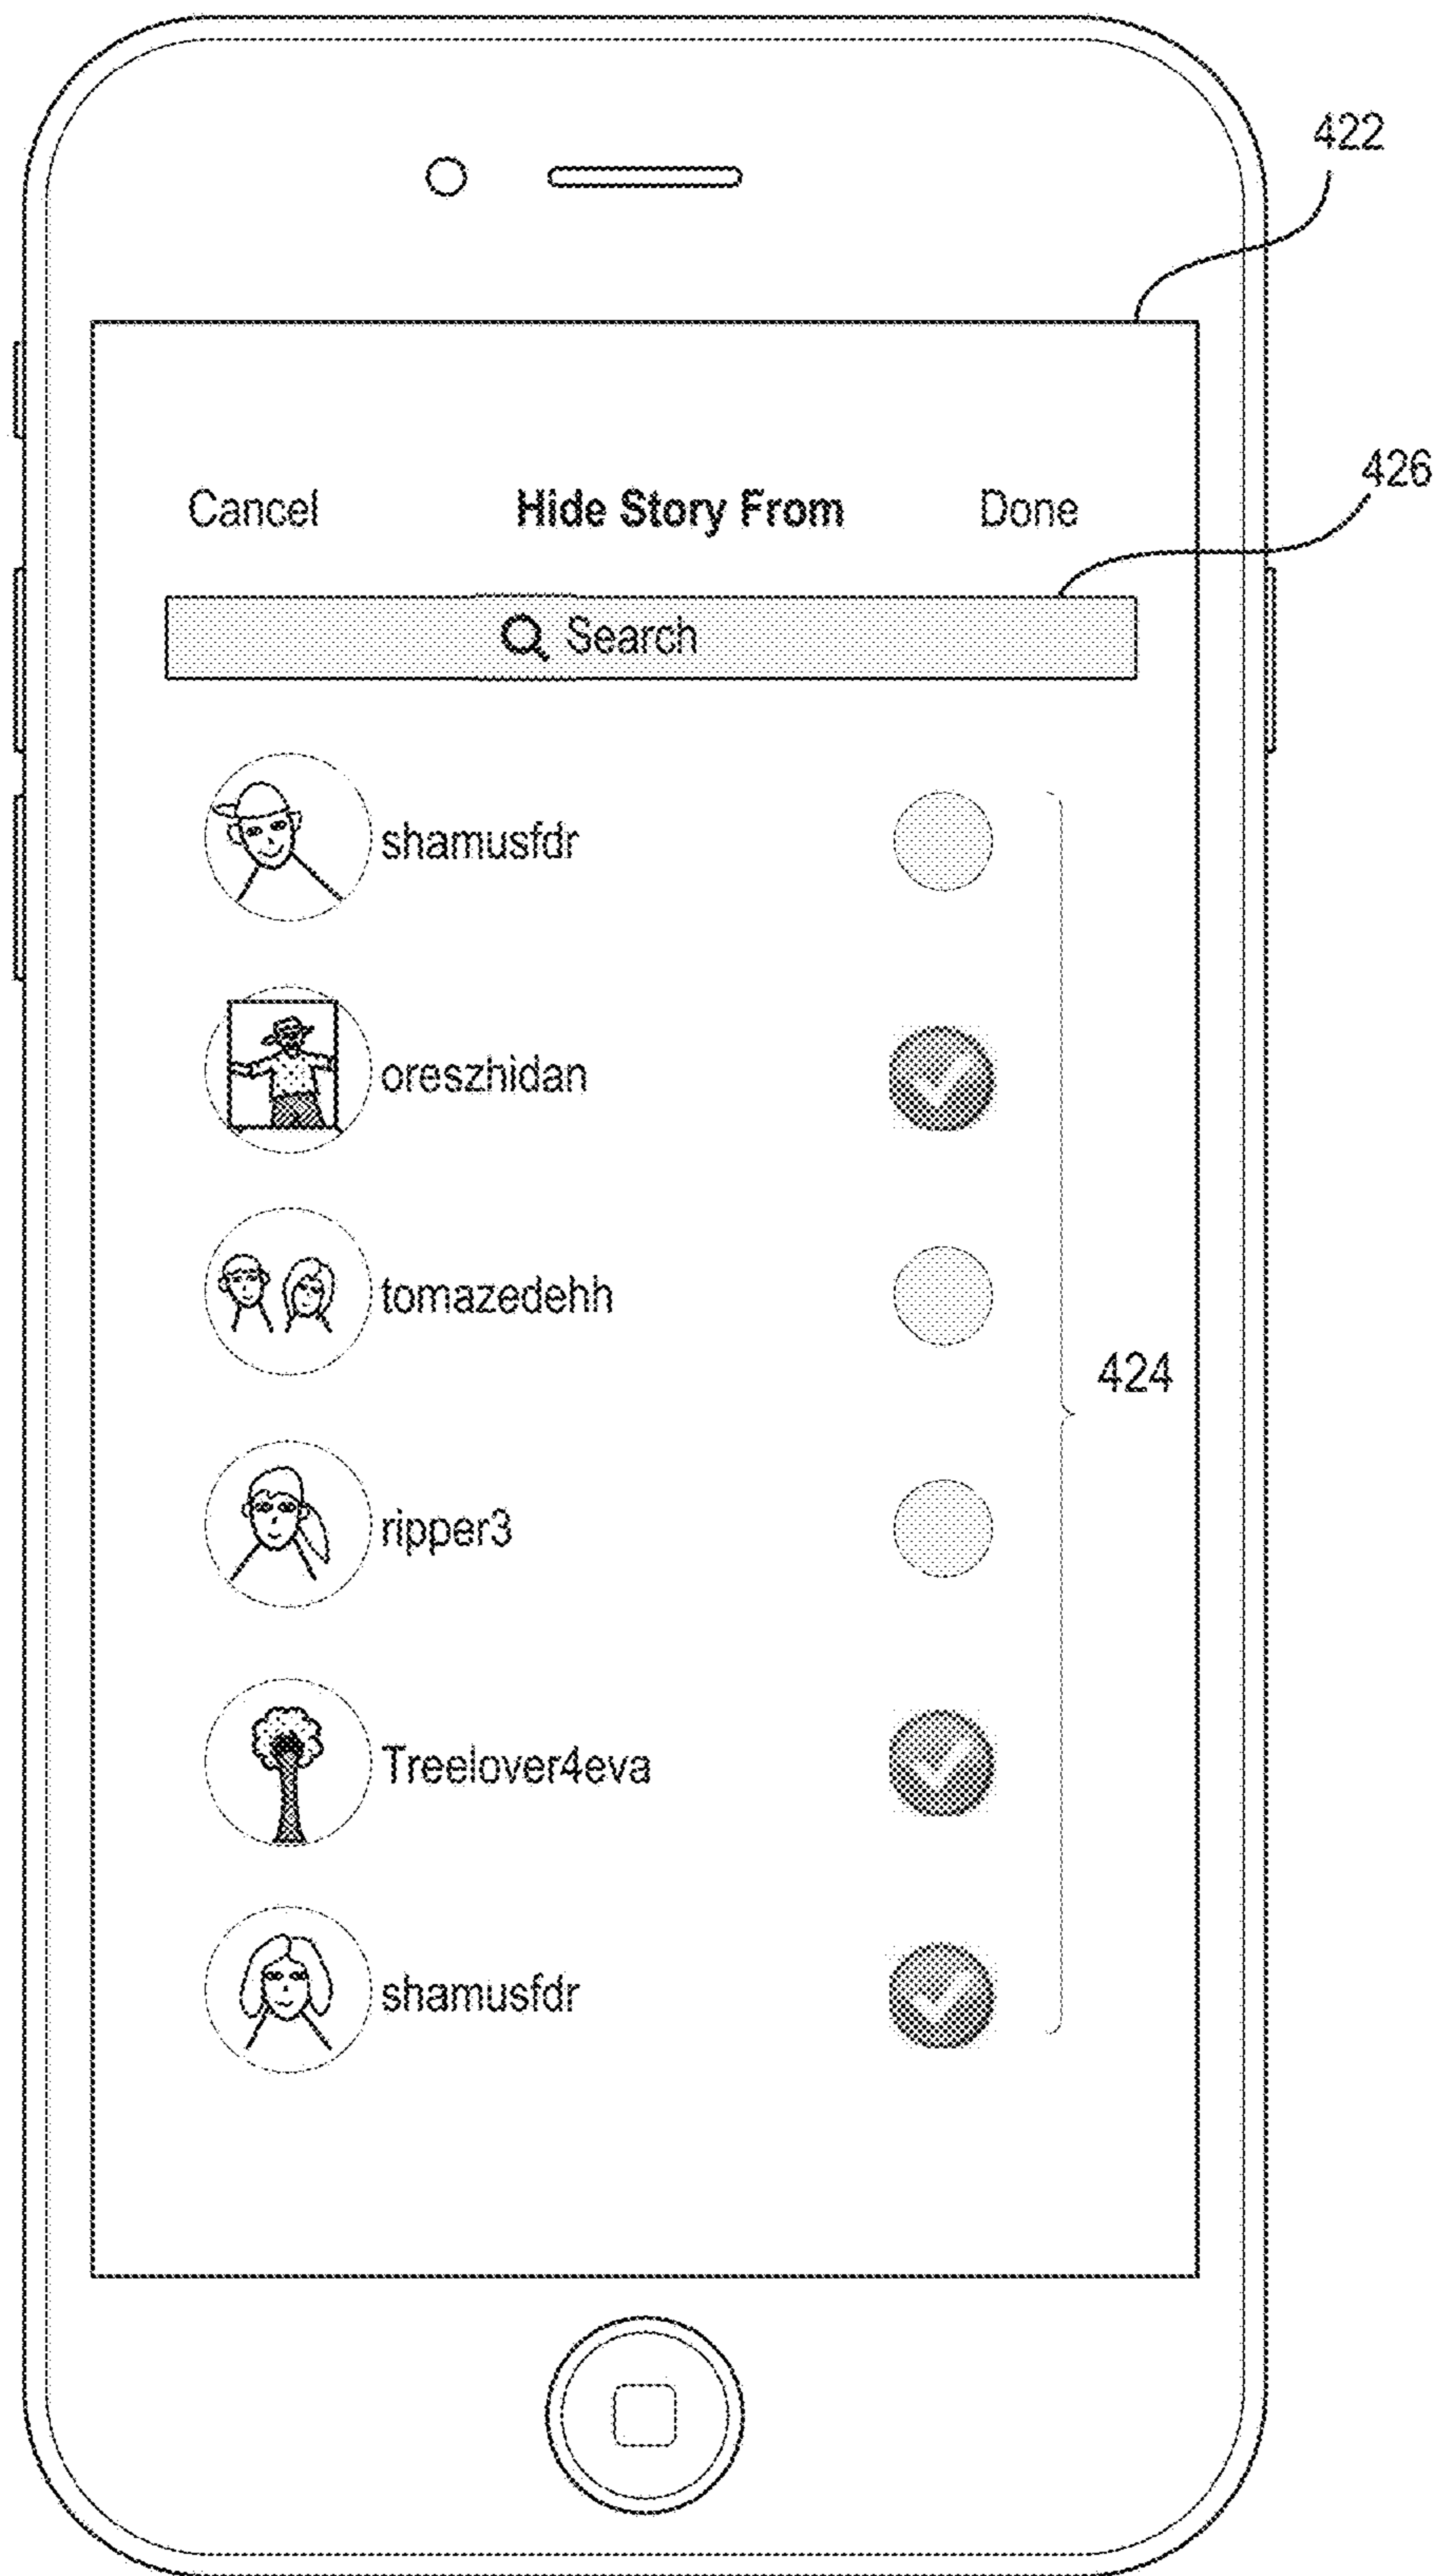 422
426
Cancel Hide Story From Done
Search
shamusfdr
oreszhidan
tomazedehh
424
ripper3
Treelover4eva
shamusfdr